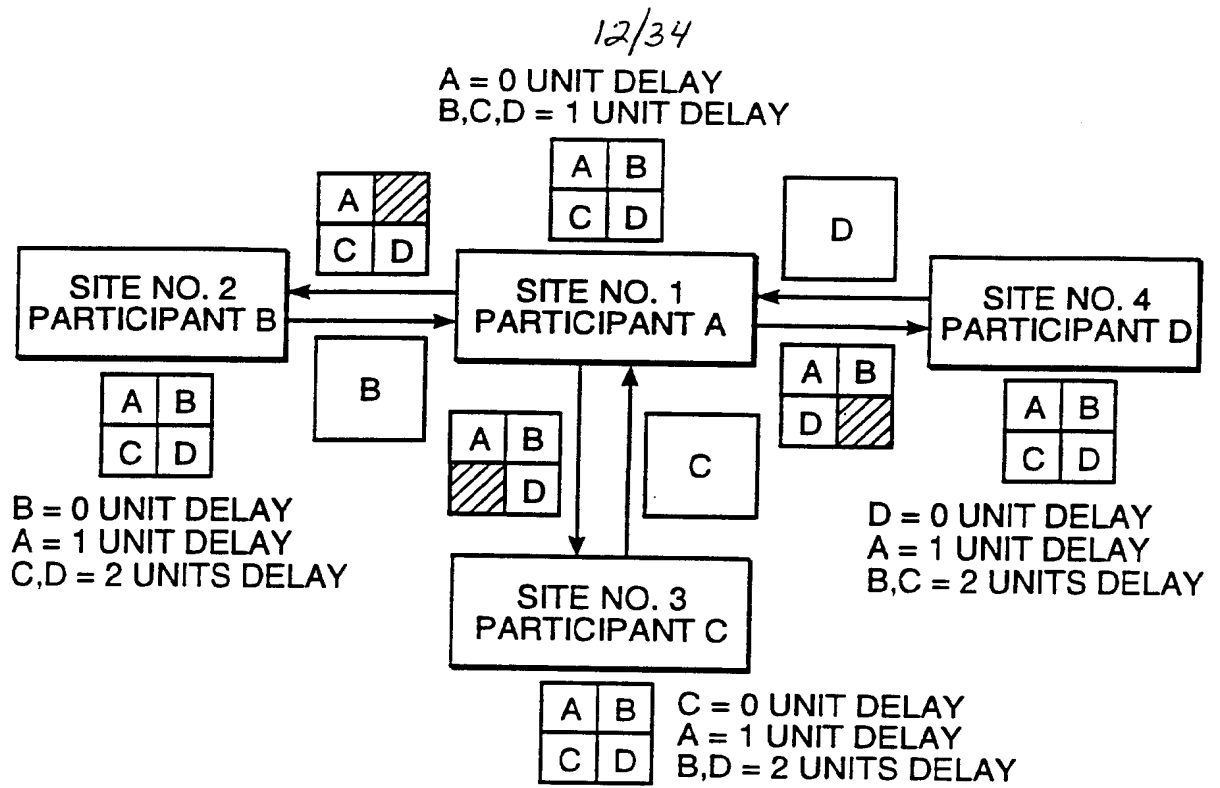 12/34
A = 0 UNIT DELAY
B,C,D = 1 UNIT DELAY
A B
C D
A
C D
D
SITE NO. 2
PARTICIPANT B
SITE NO. 1
PARTICIPANT A
SITE NO. 4
PARTICIPANT D
A B
C D
B
A B
D
C
A B
D
A B
C D
B = 0 UNIT DELAY
A = 1 UNIT DELAY
C,D = 2 UNITS DELAY
D = 0 UNIT DELAY
A = 1 UNIT DELAY
B,C = 2 UNITS DELAY
SITE NO. 3
PARTICIPANT C
A B
C D
C = 0 UNIT DELAY
A = 1 UNIT DELAY
B,D = 2 UNITS DELAY